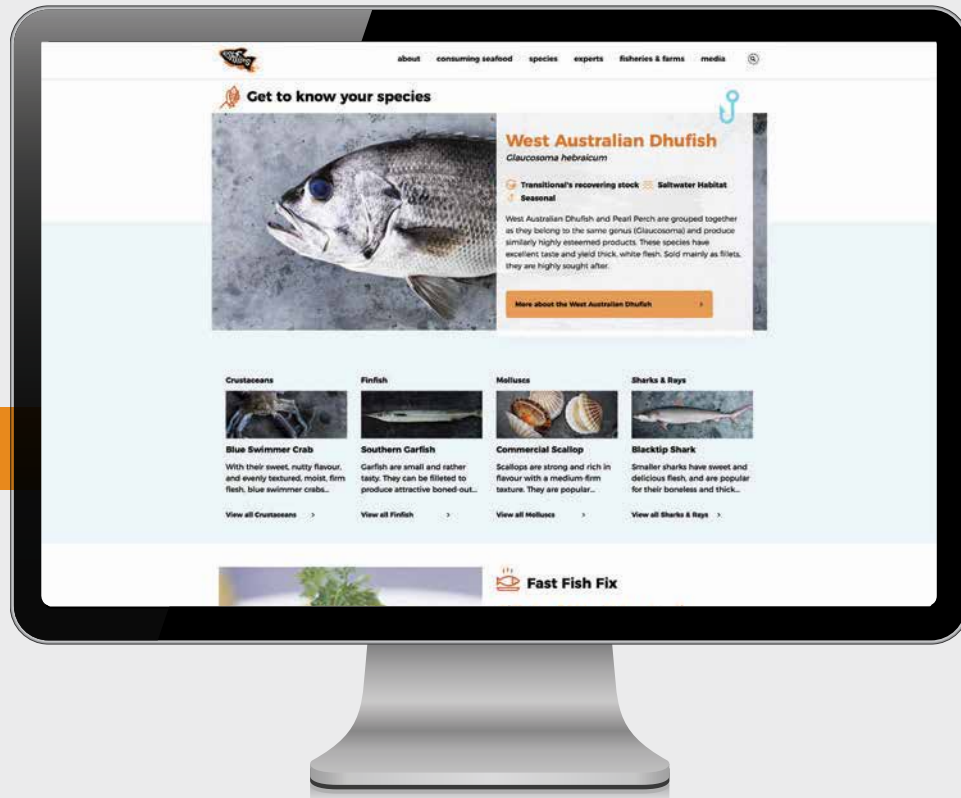 about consuming seafood species experts fisheries & farms media
Get to know your species
West Australian Dhufish
Glaucosoma hebraicum
Transitional's recovering stock Saltwater Habitat
Seasonal
West Australian Dhufish and Pearl Perch are grouped together
as they belong to the same genus (Glaucosoma) and produce
similarly highly esteemed products. These species have
excellent taste and yield thick, white flesh. Sold mainly as fillets,
they are highly sought after.
More about the West Australian Dhufish
Crustaceans
Blue Swimmer Crab
With their sweet, nutty flavour,
and evenly textured, moist, firm
flesh, blue swimmer crabs...
View all Crustaceans
Finfish
Southern Garfish
Garfish are small and rather
tasty. They can be filleted to
produce attractive boned-out...
View all Finfish
Molluscs
Commercial Scallop
Scallops are strong and rich in
flavour with a medium-firm
texture. They are popular...
View all Molluscs
Sharks & Rays
Blacktip Shark
Smaller sharks have sweet and
delicious flesh, and are popular
for their boneless and thick...
View all Sharks & Rays
Fast Fish Fix